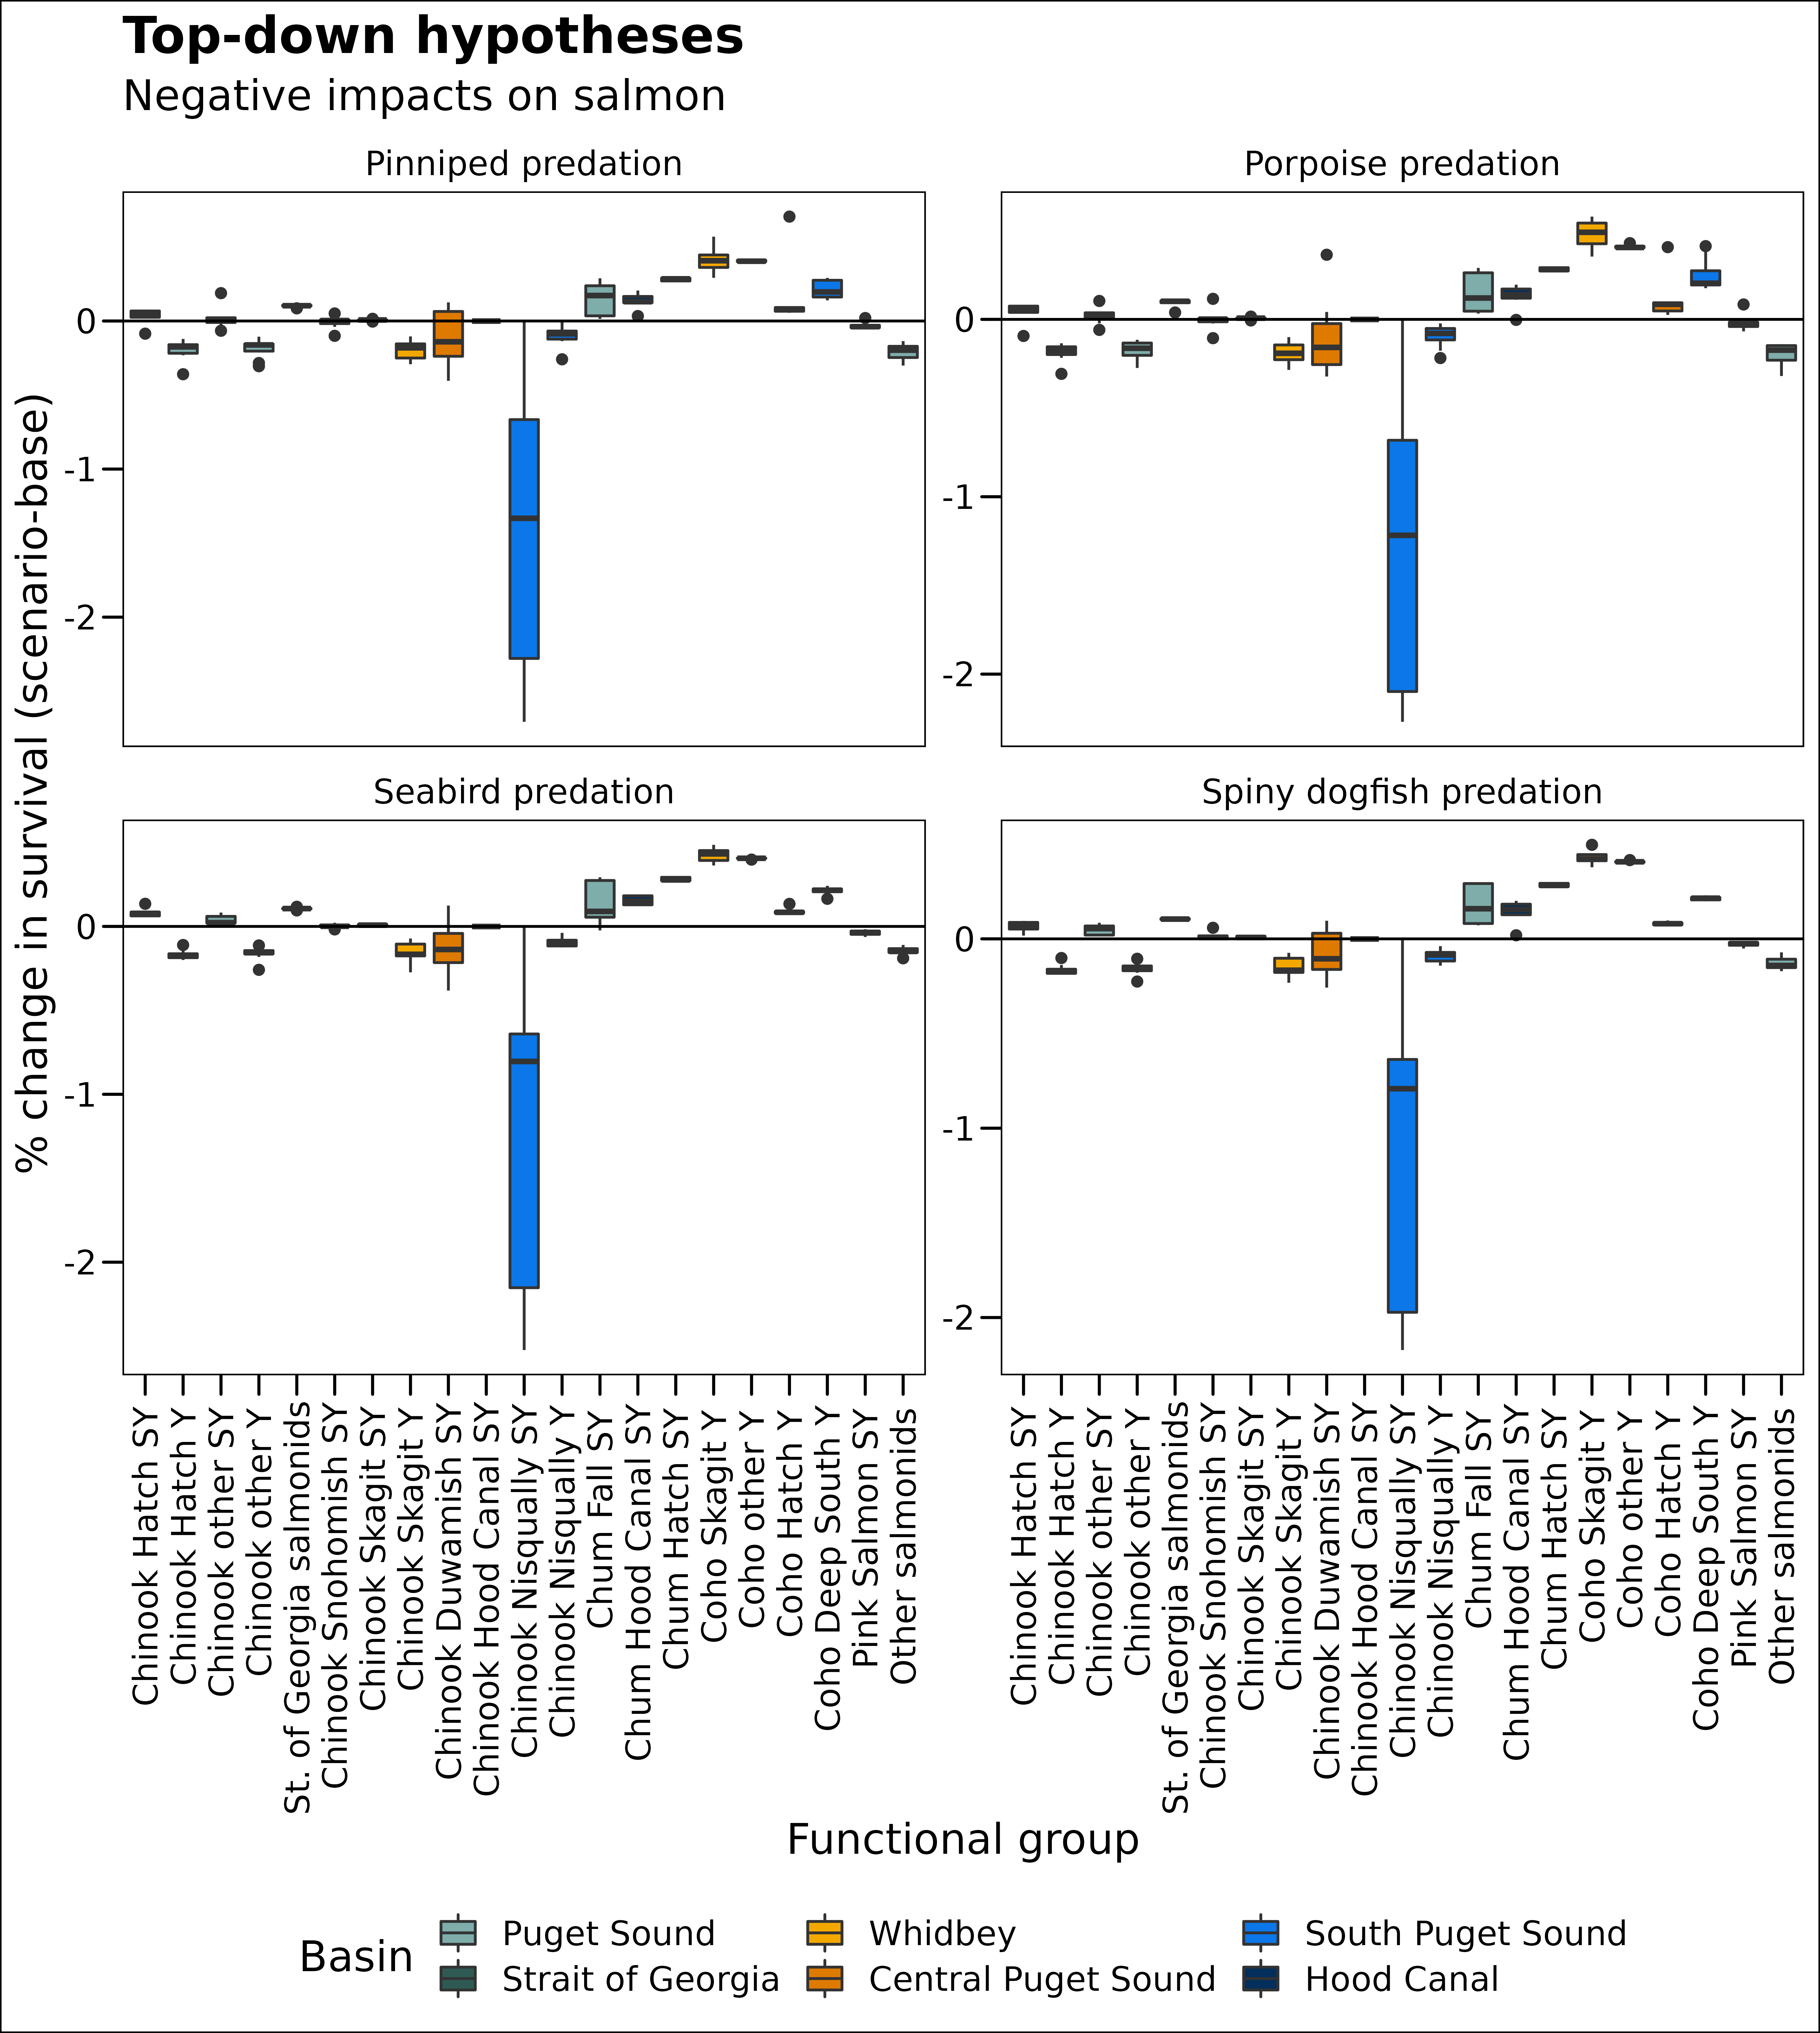 Top-down hypotheses
Negative impacts on salmon
Pinniped predation
Porpoise predation
0
-1
-2
0
-1
-2
Seabird predation
Spiny dogfish predation
0
-1
-2
0
-1
-2
% change in survival (scenario-base)
Chinook Hatch SY
Chinook Hatch Y
Chinook other SY
Chinook other Y
St. of Georgia salmonids
Chinook Snohomish SY
Chinook Skagit SY
Chinook Skagit Y
Chinook Duwamish SY
Chinook Hood Canal SY
Chinook Nisqually SY
Chinook Nisqually Y
Chum Fall SY
Chum Hood Canal SY
Chum Hatch SY
Coho Skagit Y
Coho other Y
Coho Hatch Y
Coho Deep South Y
Pink Salmon SY
Other salmonids
Chinook Hatch SY
Chinook Hatch Y
Chinook other SY
Chinook other Y
St. of Georgia salmonids
Chinook Snohomish SY
Chinook Skagit SY
Chinook Skagit Y
Chinook Duwamish SY
Chinook Hood Canal SY
Chinook Nisqually SY
Chinook Nisqually Y
Chum Fall SY
Chum Hood Canal SY
Chum Hatch SY
Coho Skagit Y
Coho other Y
Coho Hatch Y
Coho Deep South Y
Pink Salmon SY
Other salmonids
Functional group
Basin
Puget Sound
Whidbey
South Puget Sound
Strait of Georgia
Central Puget Sound
Hood Canal